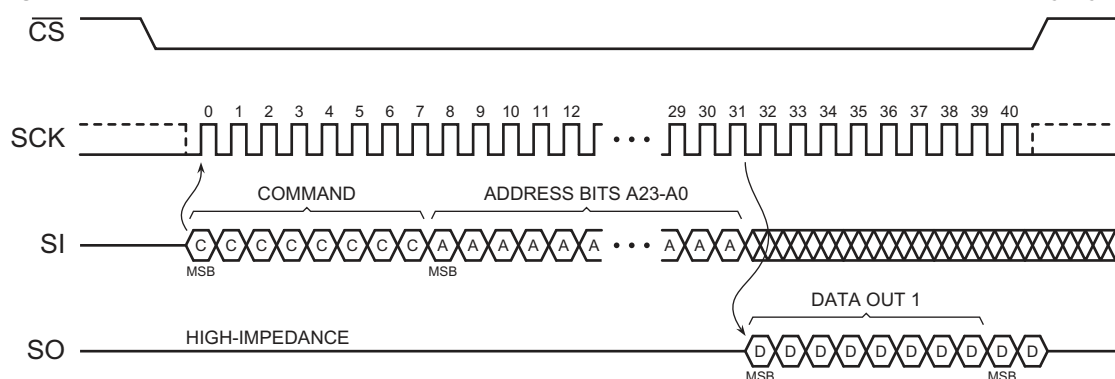 CS
SCK 0 1 2 3 4 5 6 7 8 9 10 11 12 • • • 29 30 31 32 33 34 35 36 37 38 39 40
COMMAND ADDRESS BITS A23-A0
SI C C C C C C C C A A A A A A • • • A A A
MSB MSB
DATA OUT 1
HIGH-IMPEDANCE
SO D D D D D D D D D D
MSB MSB